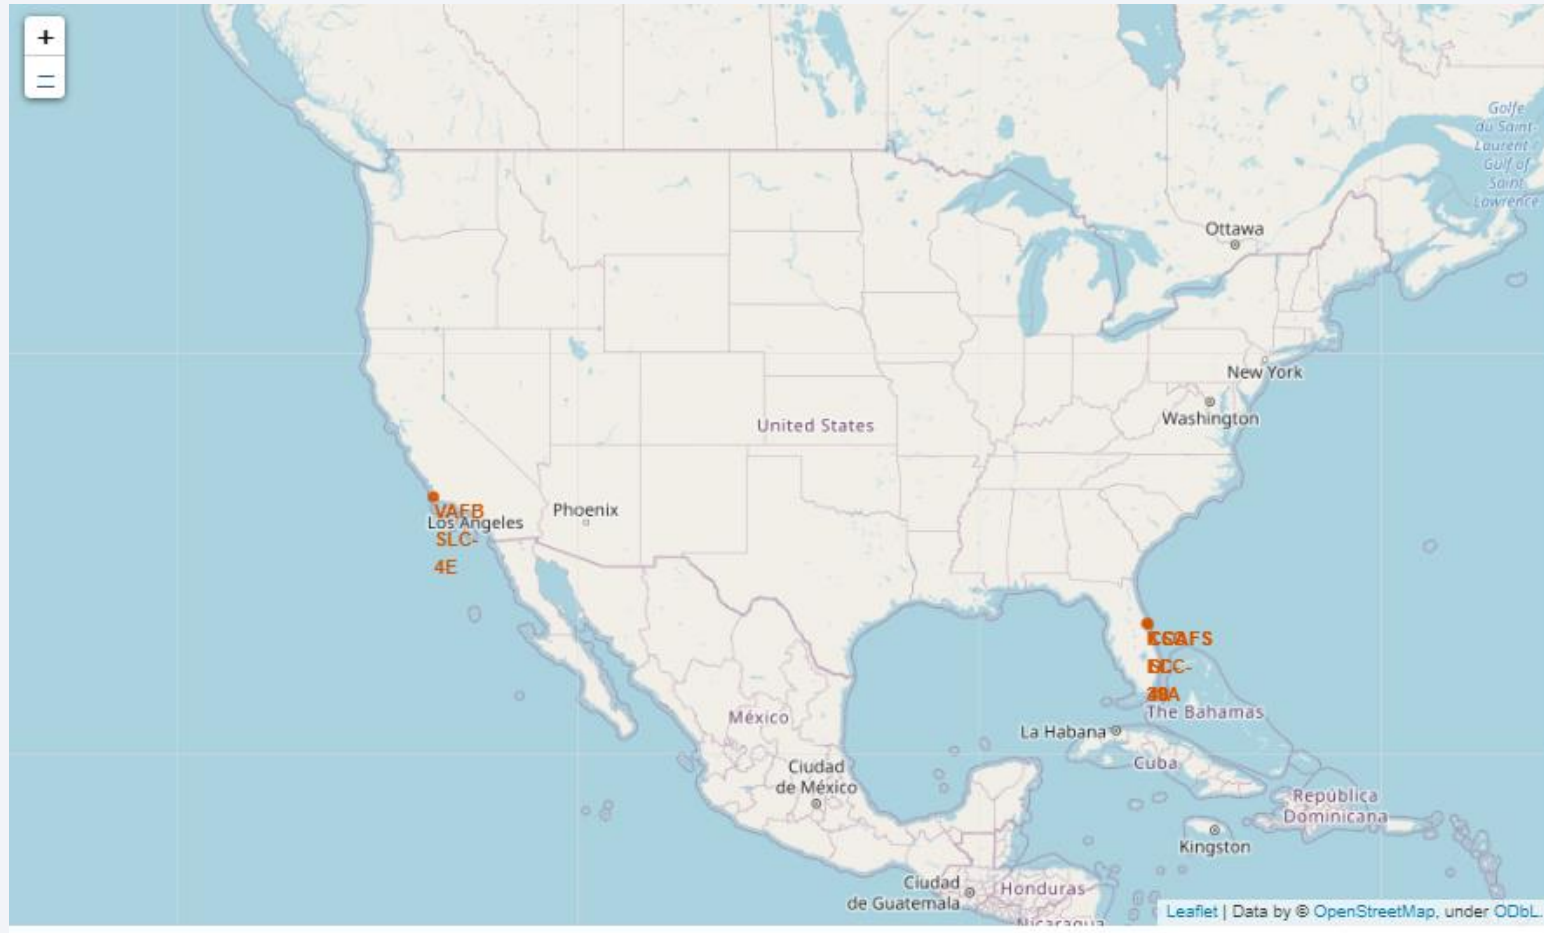 +
−
Golfe
du Saint-
Laurent /
Gulf of
Saint
Lawrence
Ottawa
New York
Washington
United States
Phoenix
VAFB
Los Angeles
SLC-
4E
México
The Bahamas
La Habana
Cuba
Ciudad
de México
República
Dominicana
Kingston
Ciudad
de Guatemala
Honduras
Nicaragua
Leaflet | Data by © OpenStreetMap, under ODbL.